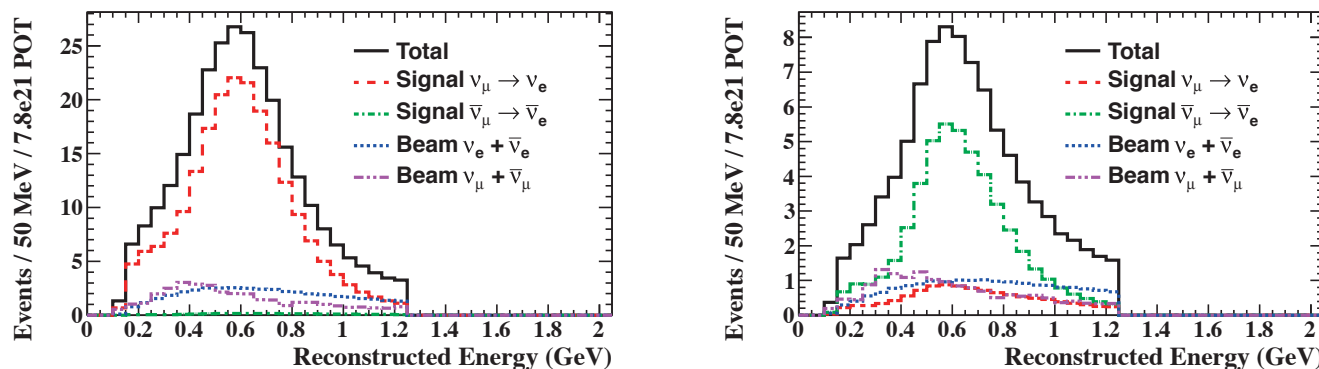 Events / 50 MeV / 7.8e21 POT
25
20
15
10
5
0
Total
Signal νμ → νe
Signal ν̅μ → ν̅e
Beam νe + ν̅e
Beam νμ + ν̅μ
0 0.2 0.4 0.6 0.8 1 1.2 1.4 1.6 1.8 2
Reconstructed Energy (GeV)
Events / 50 MeV / 7.8e21 POT
8
7
6
5
4
3
2
1
0
Total
Signal νμ → νe
Signal ν̅μ → ν̅e
Beam νe + ν̅e
Beam νμ + ν̅μ
0 0.2 0.4 0.6 0.8 1 1.2 1.4 1.6 1.8 2
Reconstructed Energy (GeV)